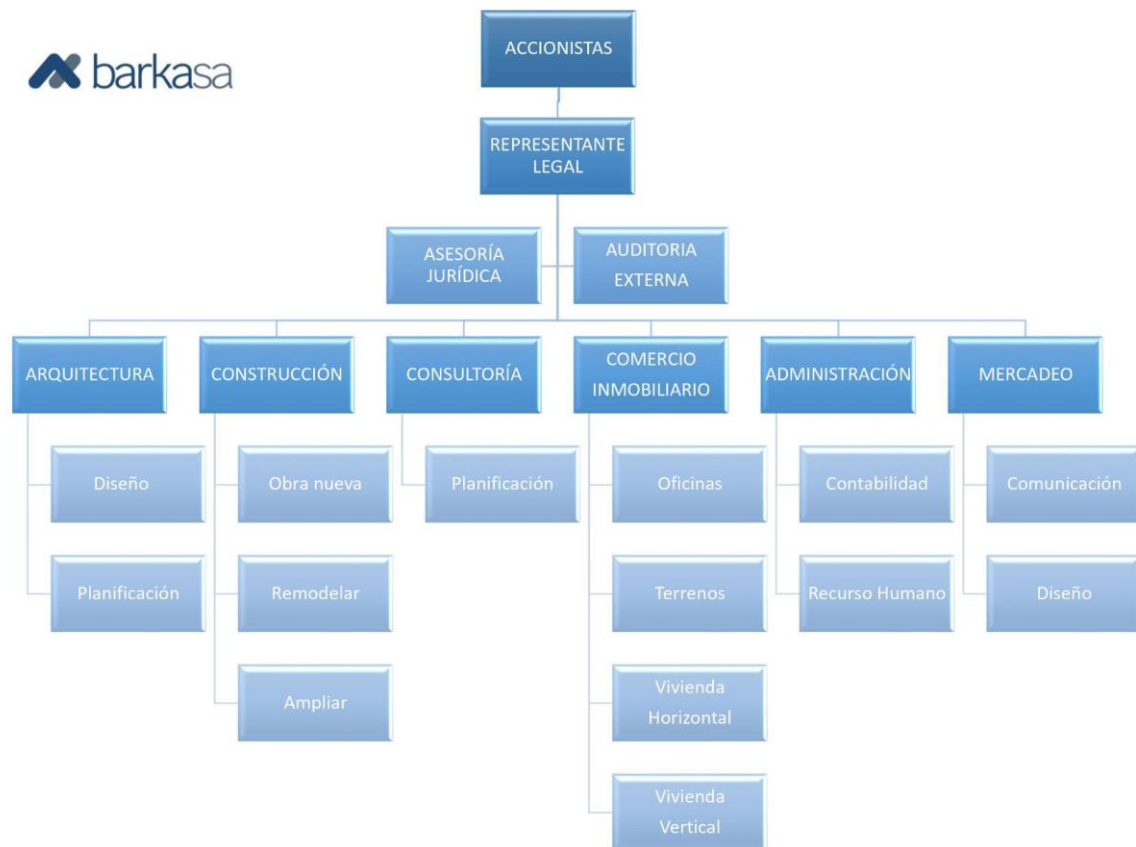 barkasa
ACCIONISTAS
REPRESENTANTE
LEGAL
ASESORÍA
JURÍDICA
AUDITORIA
EXTERNA
ARQUITECTURA
CONSTRUCCIÓN
CONSULTORÍA
COMERCIO
INMOBILIARIO
ADMINISTRACIÓN
MERCADEO
Diseño
Planificación
Obra nueva
Remodelar
Ampliar
Planificación
Oficinas
Terrenos
Vivienda
Horizontal
Vivienda
Vertical
Contabilidad
Recurso Humano
Comunicación
Diseño